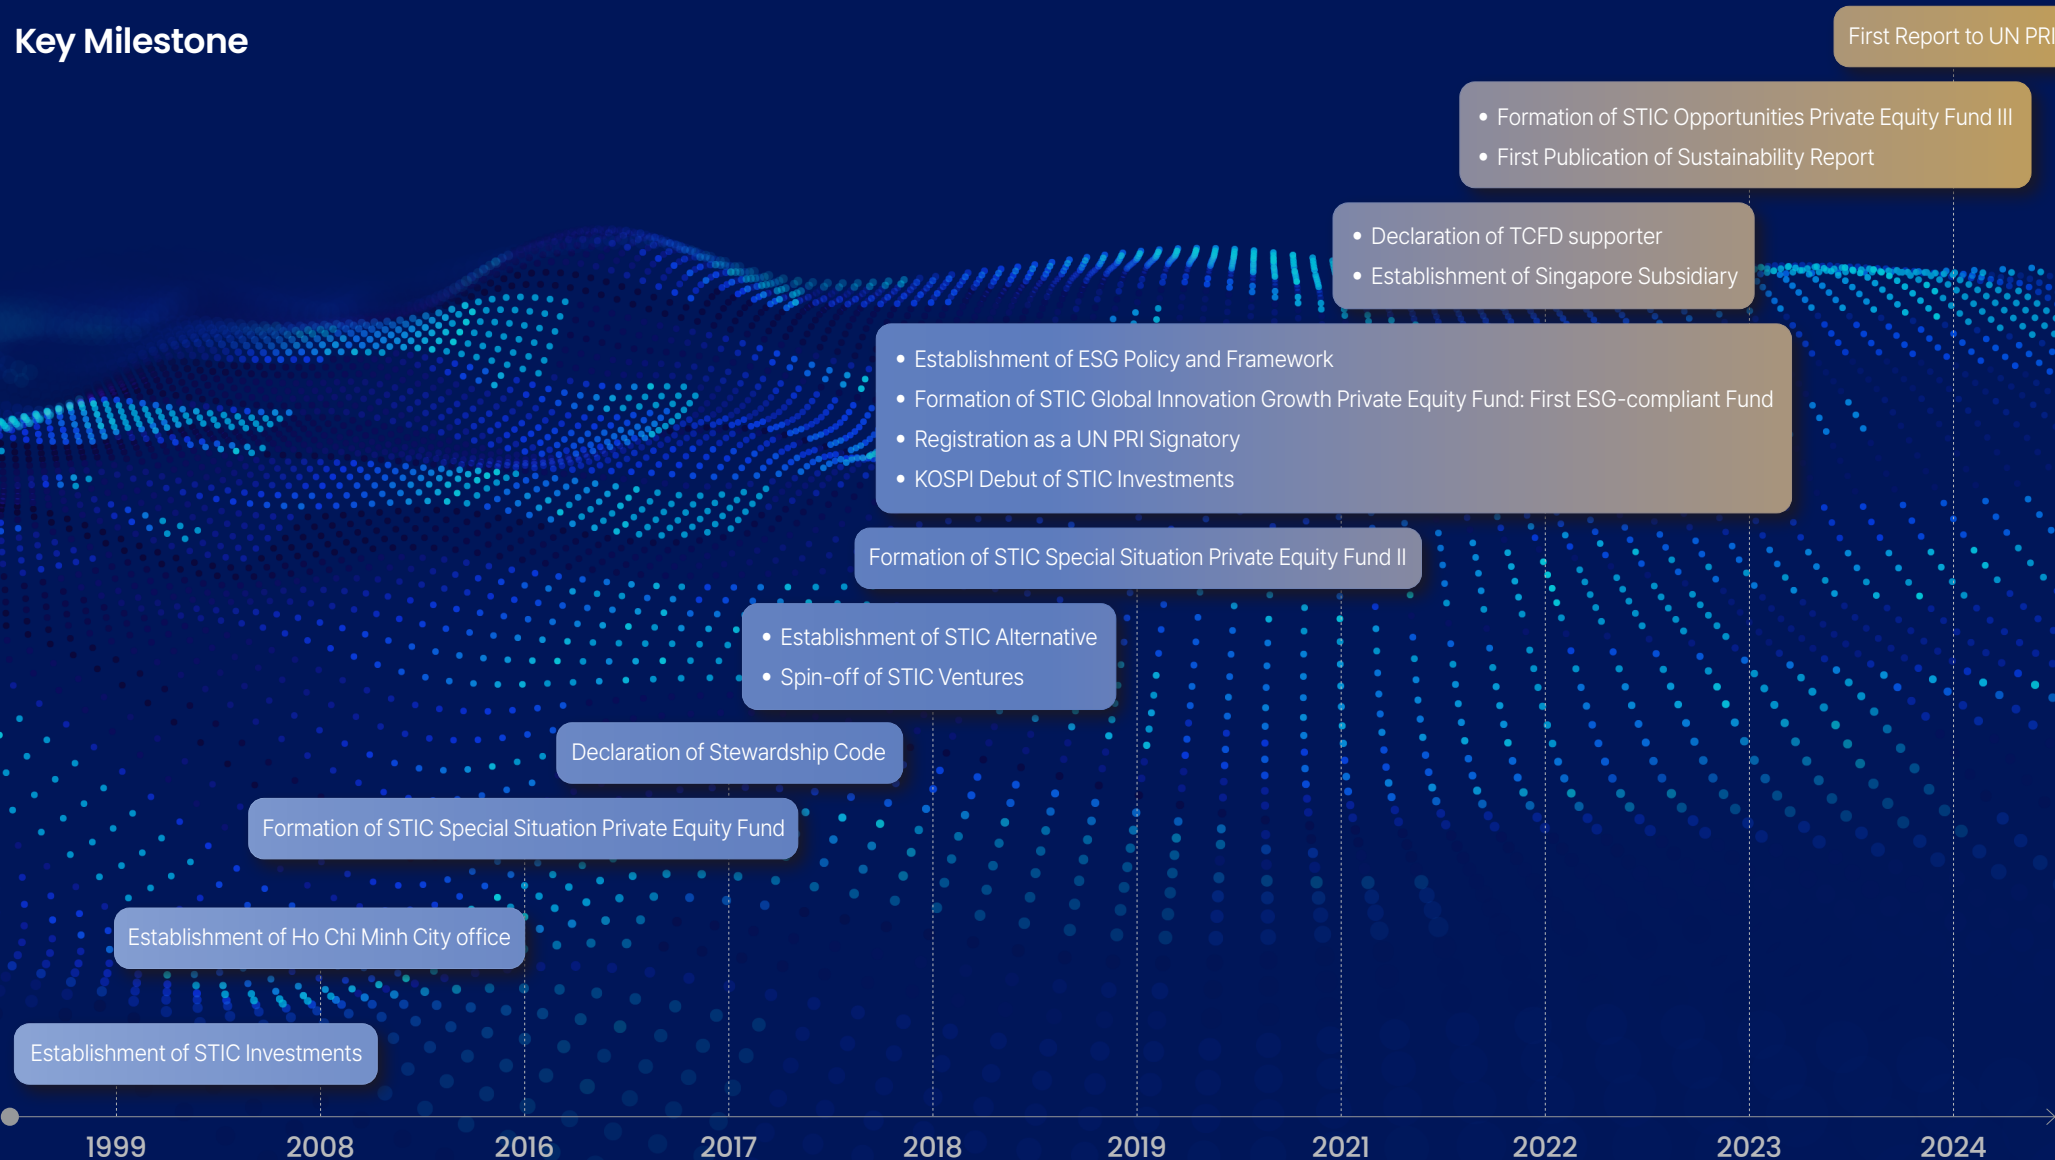 Key Milestone
First Report to UN PRI
• Formation of STIC Opportunities Private Equity Fund III
• First Publication of Sustainability Report
• Declaration of TCFD supporter
• Establishment of Singapore Subsidiary
• Establishment of ESG Policy and Framework
• Formation of STIC Global Innovation Growth Private Equity Fund: First ESG-compliant Fund
• Registration as a UN PRI Signatory
• KOSPI Debut of STIC Investments
Formation of STIC Special Situation Private Equity Fund II
• Establishment of STIC Alternative
• Spin-off of STIC Ventures
Declaration of Stewardship Code
Formation of STIC Special Situation Private Equity Fund
Establishment of Ho Chi Minh City office
Establishment of STIC Investments
1999 2008 2016 2017 2018 2019 2021 2022 2023 2024